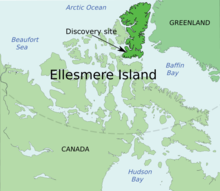 Arctic Ocean
GREENLAND
Beaufort
Sea
Discovery site
Baffin
Bay
Ellesmere Island
CANADA
Hudson
Bay